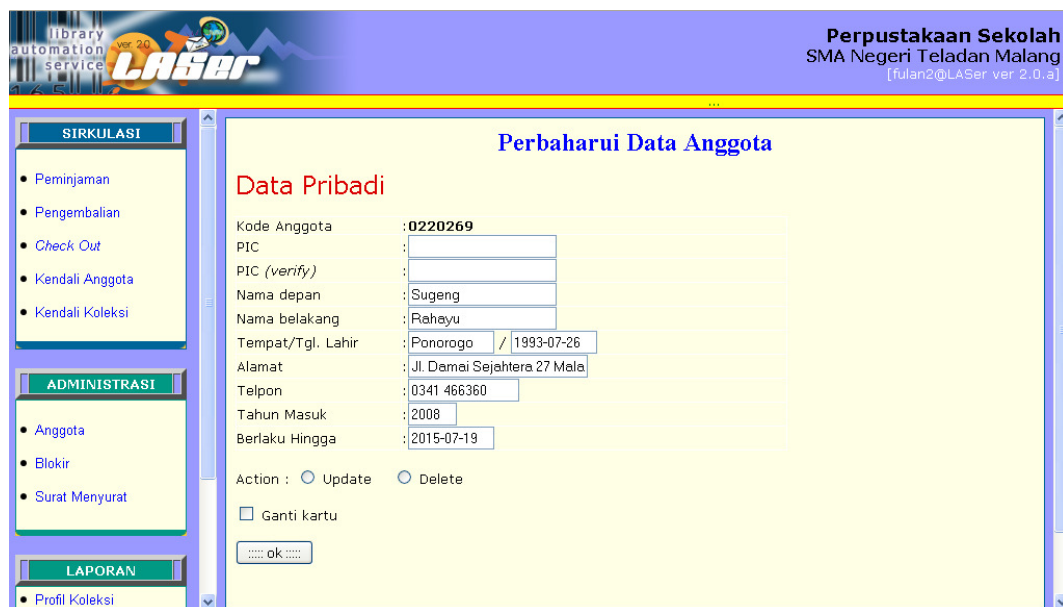 library
automation
service
ver 2.0
LASer
Perpustakaan Sekolah
SMA Negeri Teladan Malang
[fulan2@LASer ver 2.0.a]
...
SIRKULASI
Peminjaman
Pengembalian
Check Out
Kendali Anggota
Kendali Koleksi
ADMINISTRASI
Anggota
Blokir
Surat Menyurat
LAPORAN
Profil Koleksi
Perbaharui Data Anggota
Data Pribadi
Kode Anggota :0220269
PIC :
PIC (verify) :
Nama depan : Sugeng
Nama belakang : Rahayu
Tempat/Tgl. Lahir : Ponorogo / 1993-07-26
Alamat : Jl. Damai Sejahtera 27 Mala
Telpon : 0341 466360
Tahun Masuk : 2008
Berlaku Hingga : 2015-07-19
Action : Update Delete
Ganti kartu
::::: ok :::::